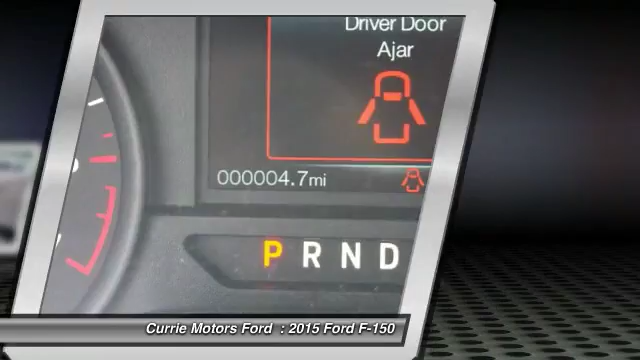 Driver Door
Ajar
000004.7mi
P R N D
Currie Motors Ford : 2015 Ford F-150